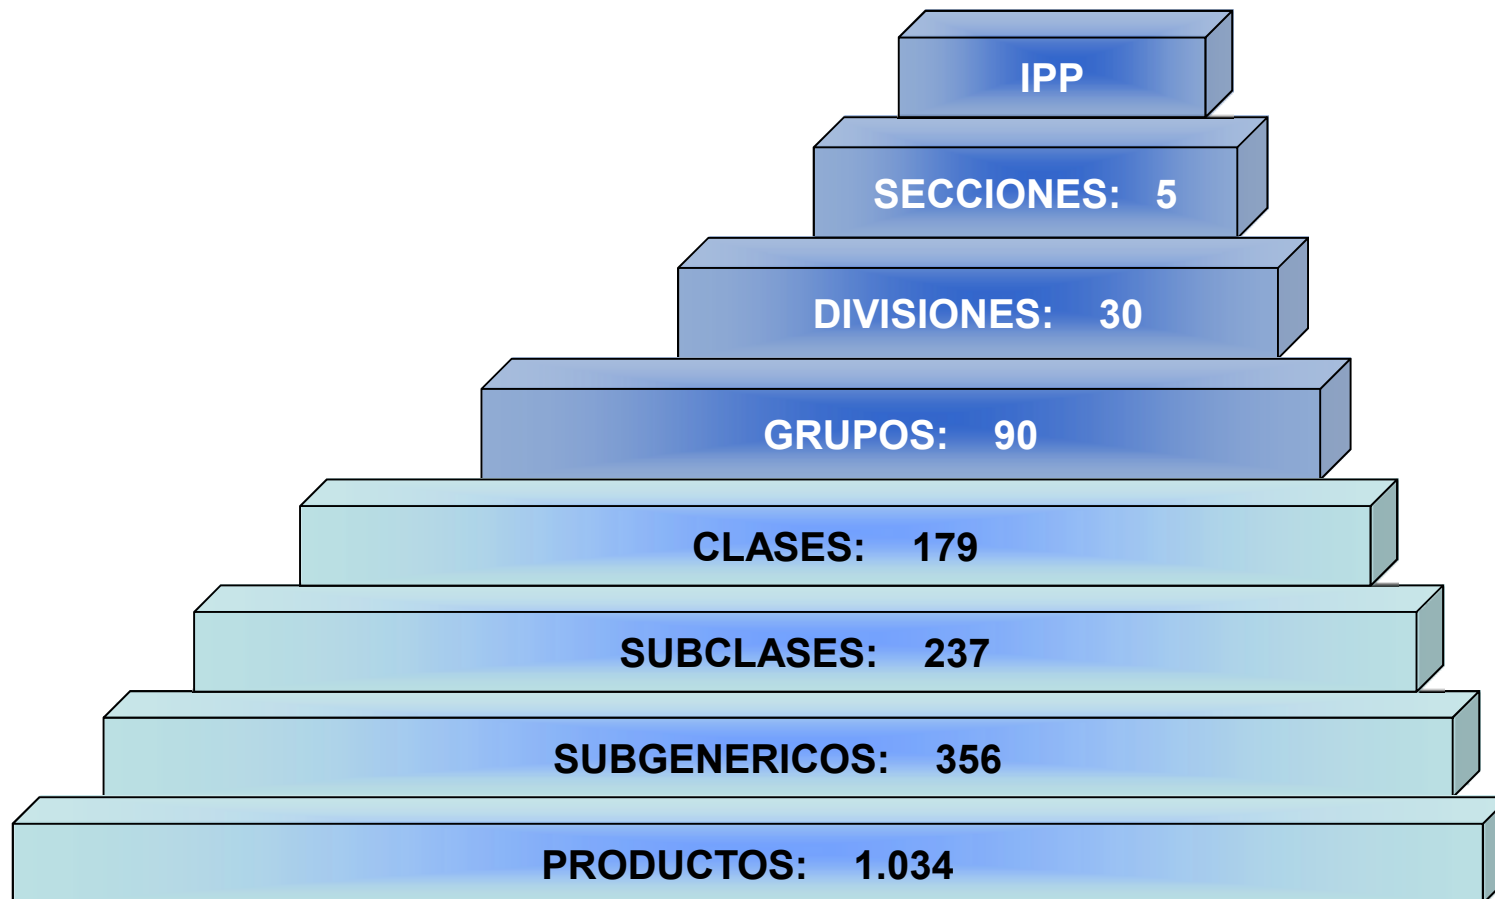 IPP
SECCIONES: 5
DIVISIONES: 30
GRUPOS: 90
CLASES: 179
SUBCLASES: 237
SUBGENERICOS: 356
PRODUCTOS: 1.034